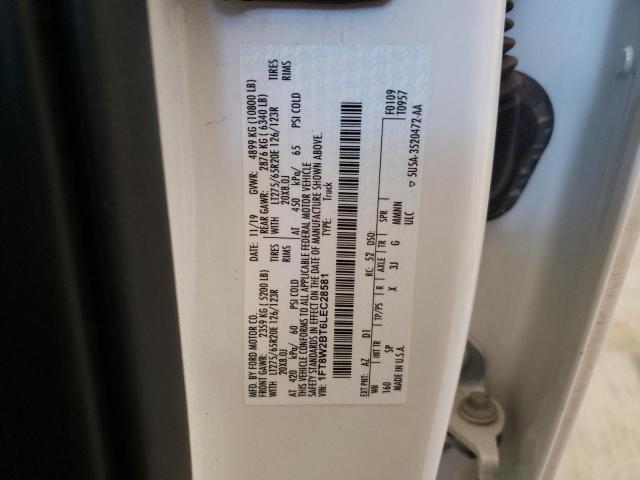 MFD. BY FORD MOTOR CO.
DATE: 11/19 GVWR: 4899 KG (10800 LB)
FRONT GAWR: 2359 KG (5200 LB) REAR GAWR: 2876 KG (6340 LB)
WITH LT275/65R20E 126/123R TIRES WITH LT275/65R20E 126/123R TIRES
20X8.0J RIMS 20X8.0J RIMS
AT 420 kPa/ 60 PSI COLD AT 450 kPa/ 65 PSI COLD
THIS VEHICLE CONFORMS TO ALL APPLICABLE FEDERAL MOTOR VEHICLE
SAFETY STANDARDS IN EFFECT ON THE DATE OF MANUFACTURE SHOWN ABOVE.
VIN: 1FT8W2BT6LEC28581 TYPE: Truck
F0109
T0957
EXT PNT: AZ D1 RC: 52 DSO:
WB INT TR TP/PS R AXLE TR SPR
160 SP X 3J G MMNN
MADE IN U.S.A. ULC
5U5A-3520472-AA